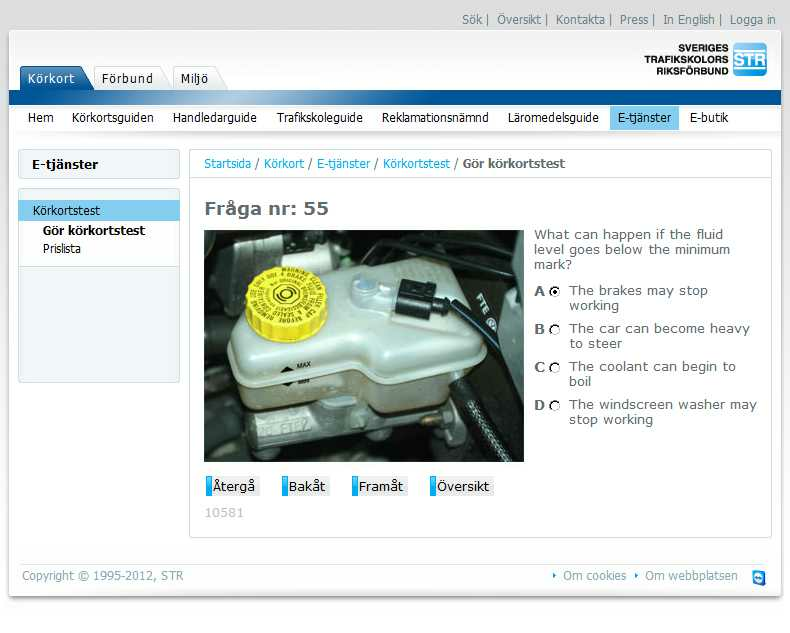 Sök | Översikt | Kontakta | Press | In English | Logga in
SVERIGES
TRAFIKSKOLORS
RIKSFÖRBUND
STR
Körkort Förbund Miljö
Hem Körkortsguiden Handledarguide Trafikskoleguide Reklamationsnämnd Läromedelsguide E-tjänster E-butik
E-tjänster
Körkortstest
Gör körkortstest
Prislista
Startsida / Körkort / E-tjänster / Körkortstest / Gör körkortstest
Fråga nr: 55
MAX
MIN
FTE
What can happen if the fluid
level goes below the minimum
mark?
A The brakes may stop
working
B The car can become heavy
to steer
C The coolant can begin to
boil
D The windscreen washer may
stop working
Återgå Bakåt Framåt Översikt
10581
Copyright © 1995-2012, STR
Om cookies Om webbplatsen